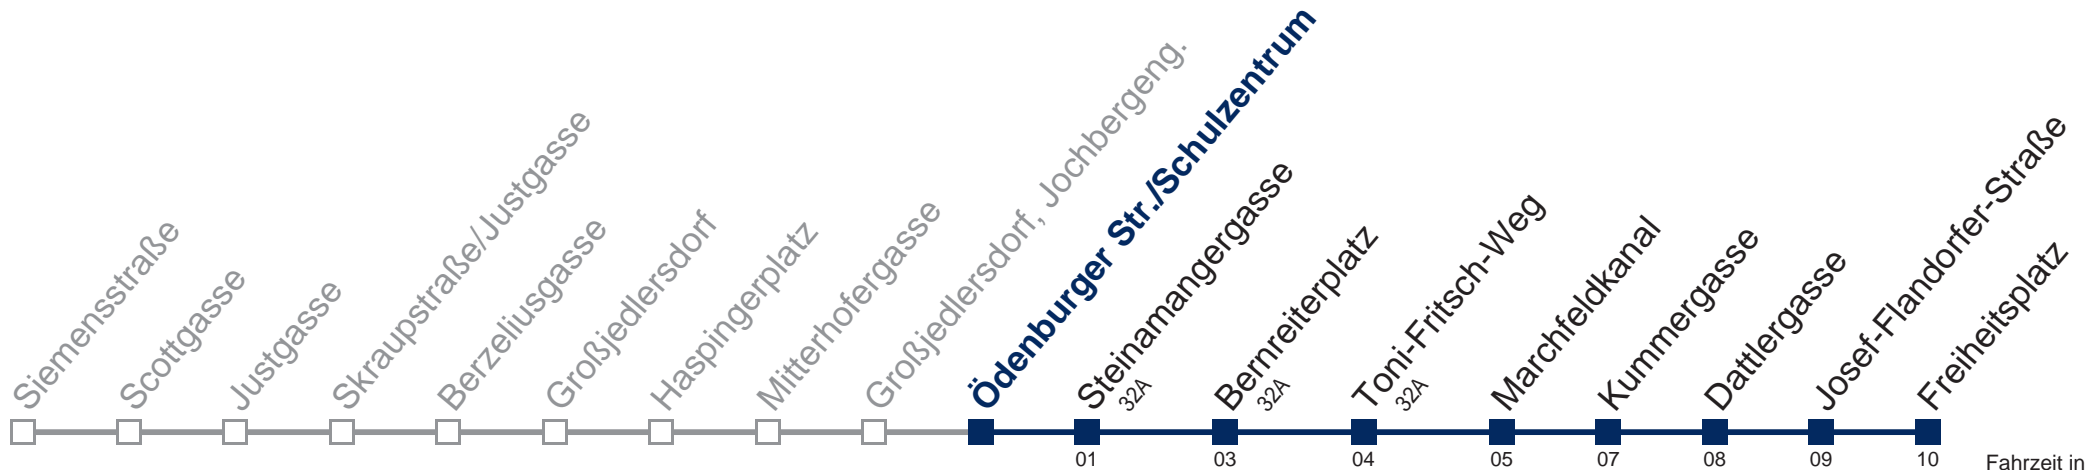 Siemensstraße
Scottgasse
Justgasse
Skraupstraße/Justgasse
Berzeliusgasse
Großjedlersdorf
Haspingerplatz
Mitterhofergasse
Großjedlersdorf, Jochbergeng.
Ödenburger Str./Schulzentrum
Steinamangergasse
32A
Bernreiterplatz
32A
Toni-Fritsch-Weg
32A
Marchfeldkanal
Kummergasse
Dattlergasse
Josef-Flandorfer-Straße
Freiheitsplatz
01 03 04 05 07 08 09 10 Fahrzeit in